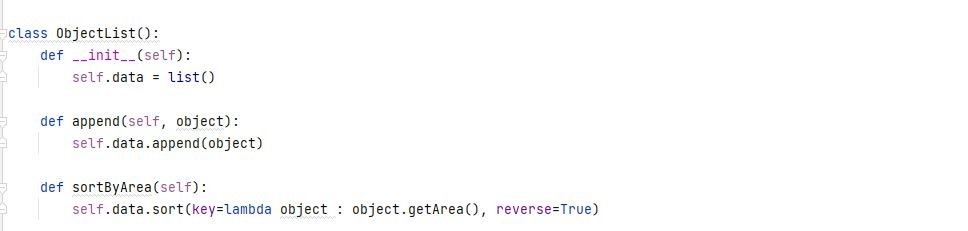 class ObjectList():
    def __init__(self):
        self.data = list()
    def append(self, object):
        self.data.append(object)
    def sortByArea(self):
        self.data.sort(key=lambda object : object.getArea(), reverse=True)